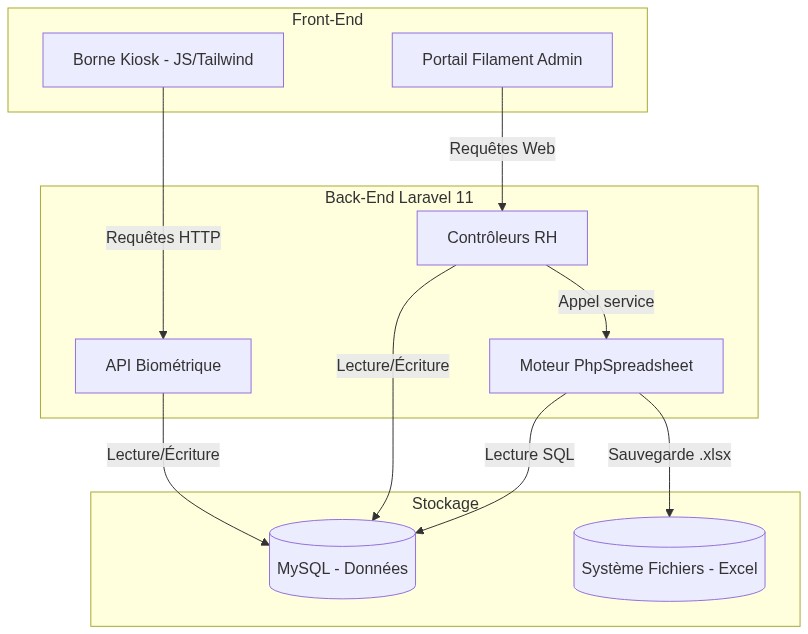 Front-End
Borne Kiosk - JS/Tailwind
Portail Filament Admin
Requêtes Web
Back-End Laravel 11
Requêtes HTTP
Contrôleurs RH
Appel service
API Biométrique
Lecture/Écriture
Moteur PhpSpreadsheet
Lecture/Écriture
Lecture SQL
Sauvegarde .xlsx
Stockage
MySQL - Données
Système Fichiers - Excel